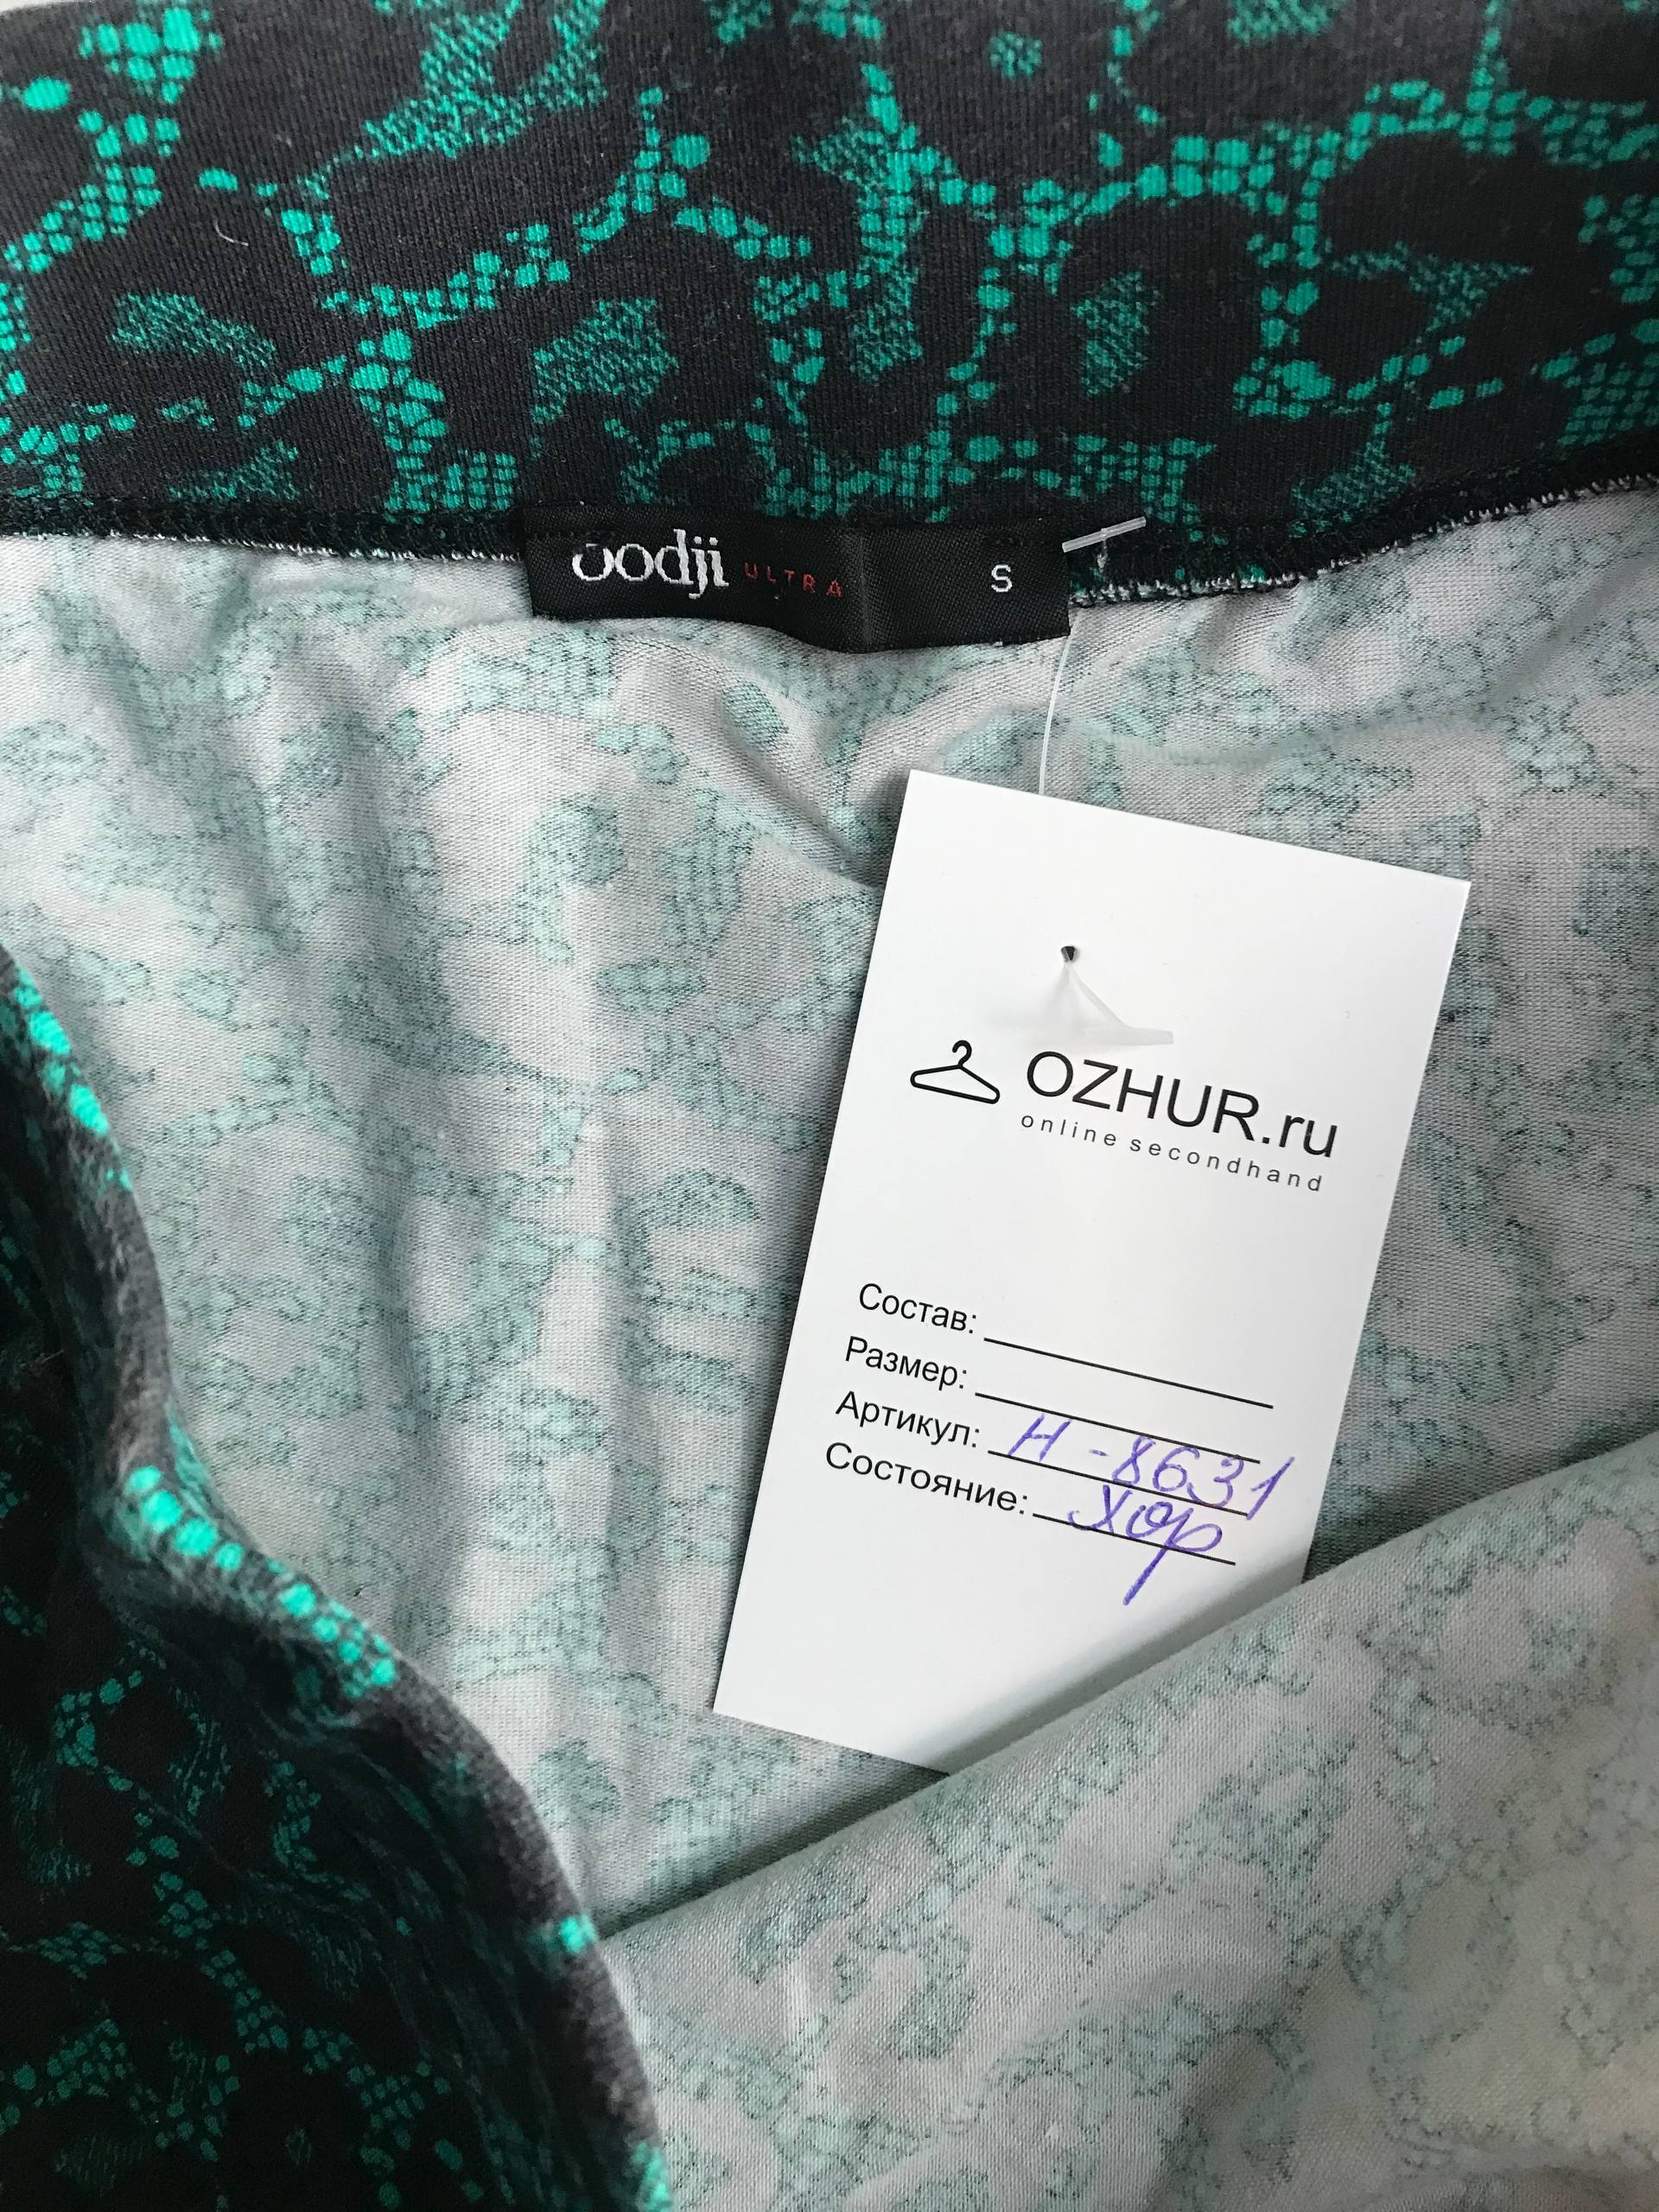 oodji ULTRA S
OZHUR.ru
online secondhand
Состав:
Размер:
Артикул: Н-8631
Состояние: Хор